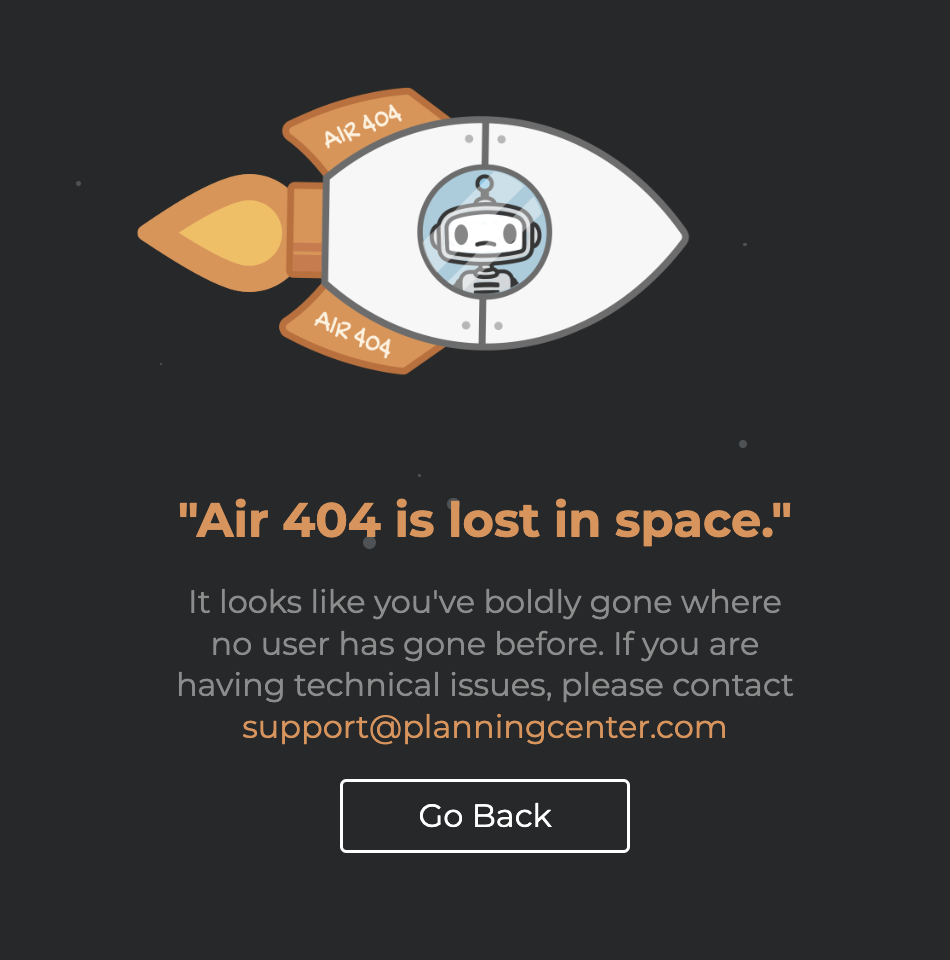 AIR 404
AIR 404
"Air 404 is lost in space."
It looks like you've boldly gone where
no user has gone before. If you are
having technical issues, please contact
support@planningcenter.com
Go Back